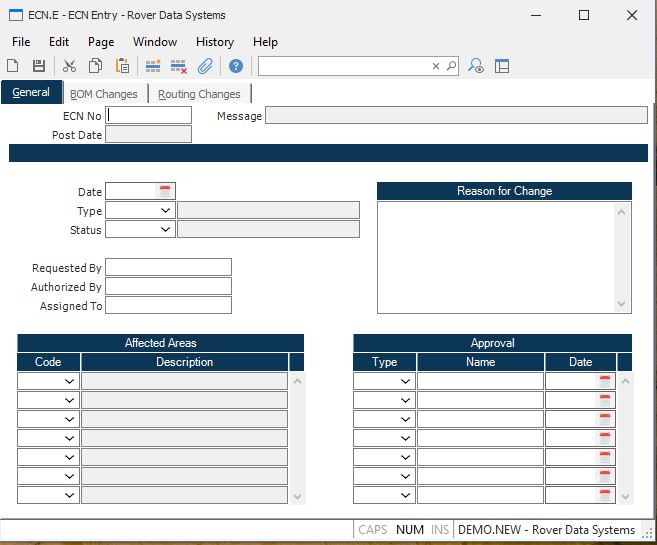 ECN.E - ECN Entry - Rover Data Systems
File Edit Page Window History Help
General BOM Changes Routing Changes
ECN No Message
Post Date
Date Reason for Change
Type
Status
Requested By
Authorized By
Assigned To
Affected Areas Approval
Code Description Type Name Date
CAPS NUM INS DEMO.NEW - Rover Data Systems